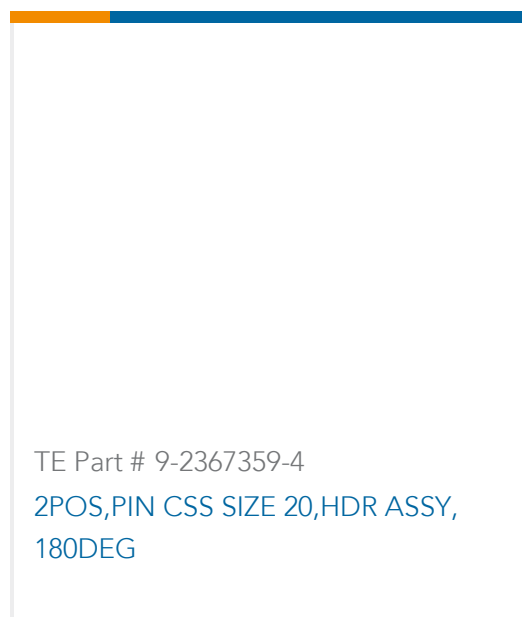 TE Part # 9-2367359-4
2POS,PIN CSS SIZE 20,HDR ASSY,
180DEG